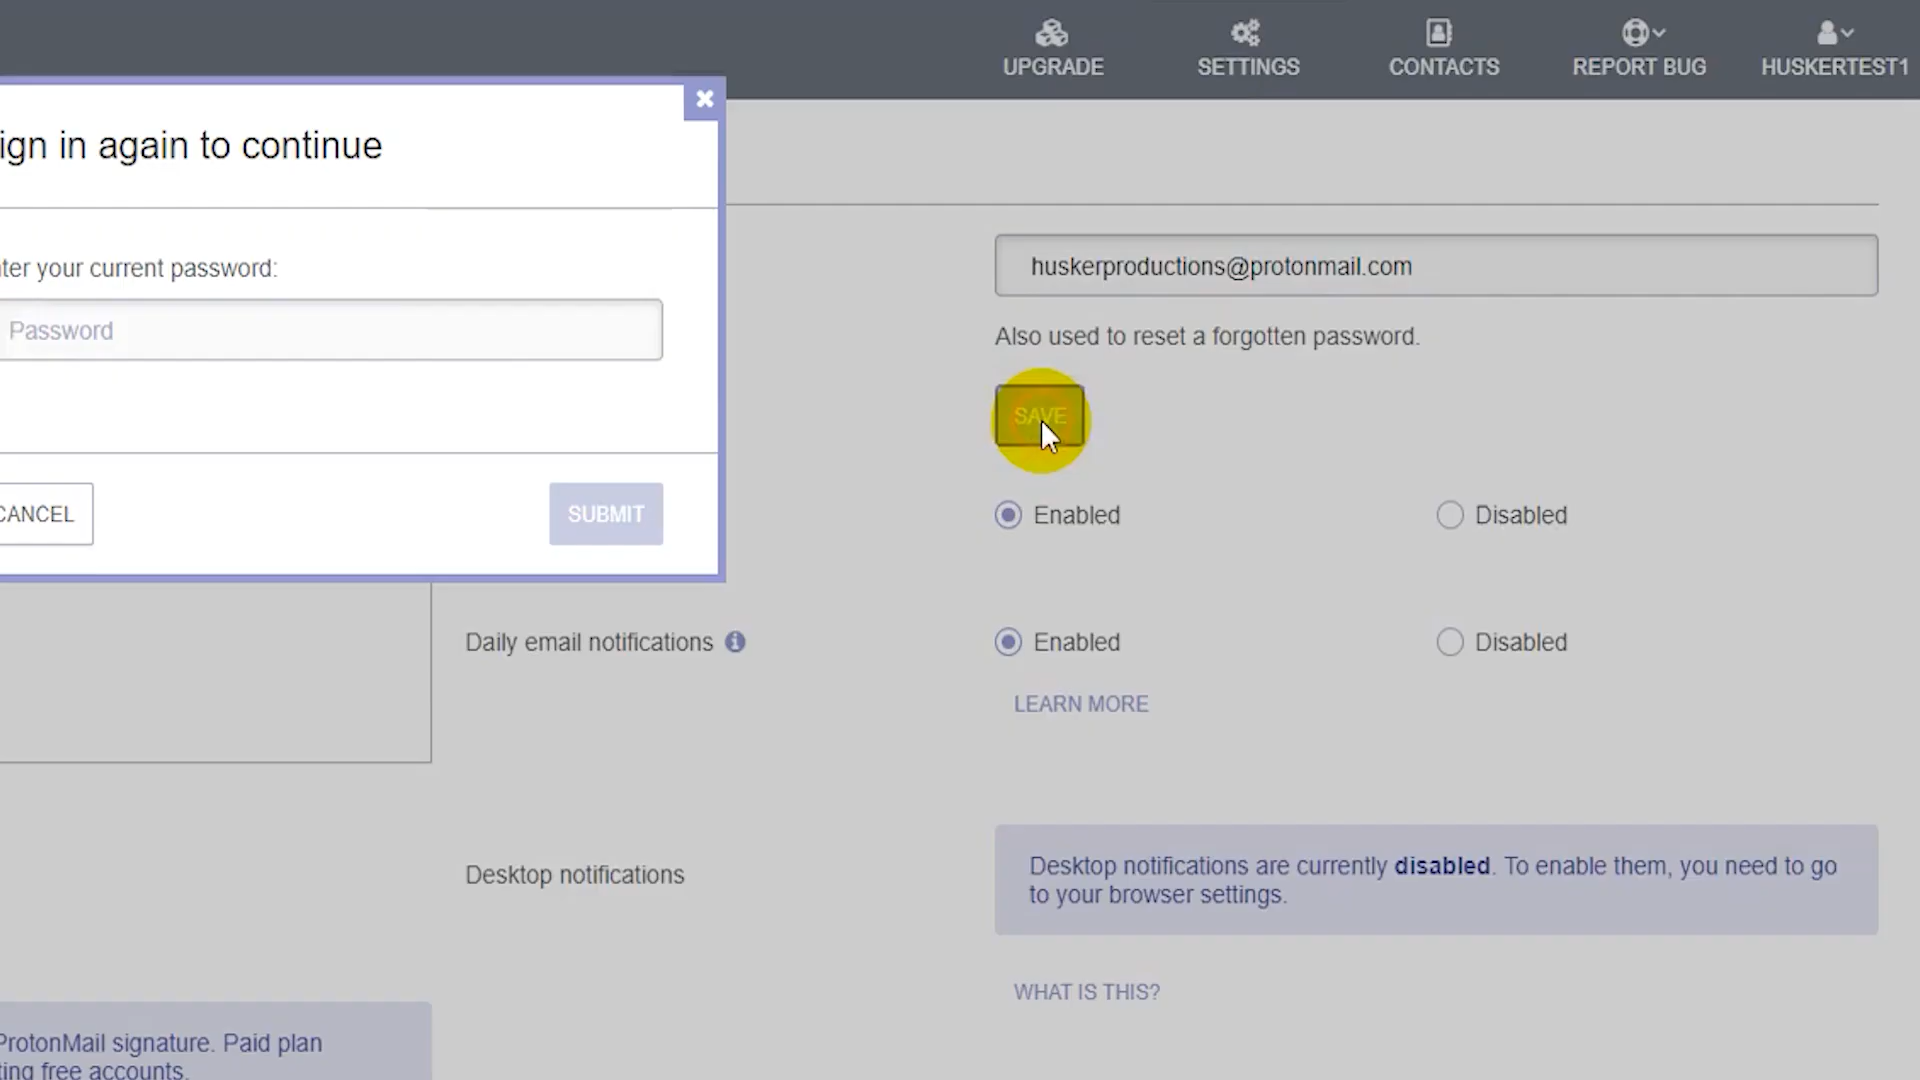 UPGRADE SETTINGS CONTACTS REPORT BUG HUSKERTEST1
ign in again to continue
ter your current password:
Password
CANCEL SUBMIT
huskerproductions@protonmail.com
Also used to reset a forgotten password.
SAVE
Enabled Disabled
Daily email notifications Enabled Disabled
LEARN MORE
Desktop notifications
Desktop notifications are currently disabled. To enable them, you need to go
to your browser settings.
WHAT IS THIS?
ProtonMail signature. Paid plan
ting free accounts.